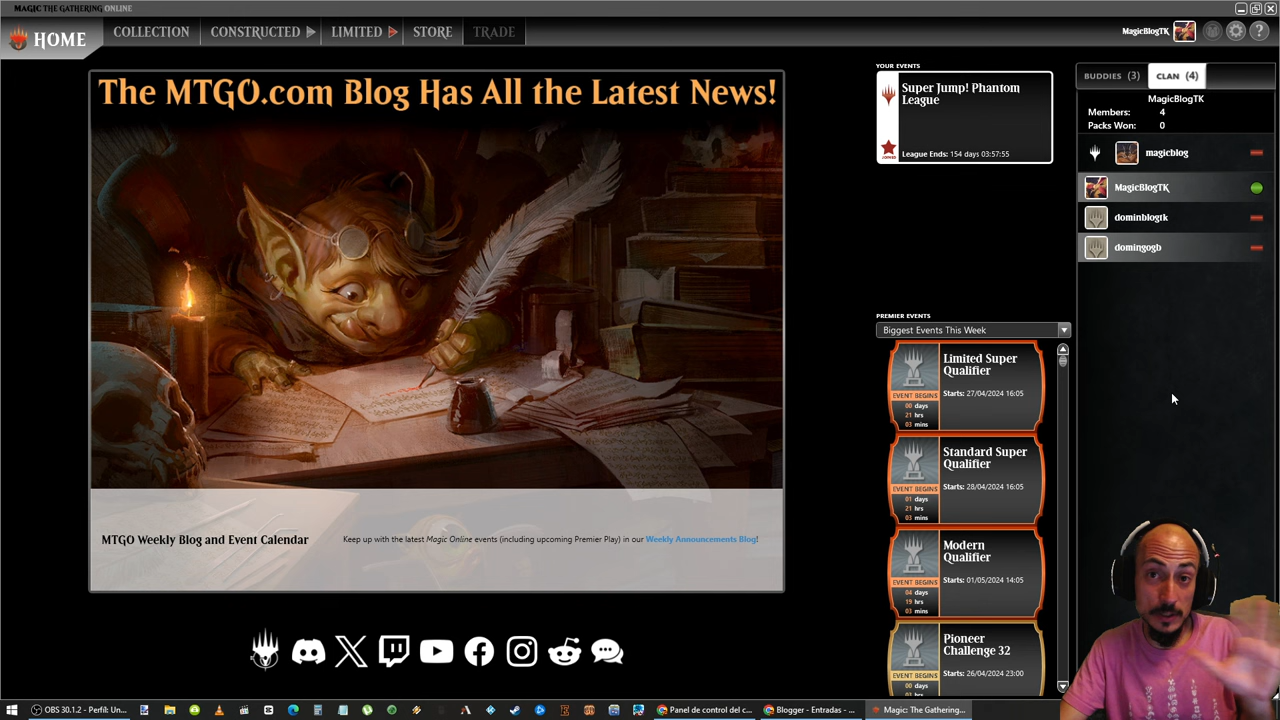 MAGIC: THE GATHERING ONLINE
HOME
COLLECTION
CONSTRUCTED
LIMITED
STORE
TRADE
MagicBlogTK
?
The MTGO.com Blog Has All the Latest News!
MTGO Weekly Blog and Event Calendar
Keep up with the latest Magic Online events (including upcoming Premier Play) in our Weekly Announcements Blog!
YOUR EVENTS
Super Jump! Phantom
League
JOINED
League Ends: 154 days 03:57:55
PREMIER EVENTS
Biggest Events This Week
Limited Super
Qualifier
Starts: 27/04/2024 16:05
EVENT BEGINS
00 days
21 hrs
03 mins
Standard Super
Qualifier
Starts: 28/04/2024 16:05
EVENT BEGINS
01 days
21 hrs
03 mins
Modern
Qualifier
Starts: 01/05/2024 14:05
EVENT BEGINS
04 days
19 hrs
03 mins
Pioneer
Challenge 32
Starts: 26/04/2024 23:00
EVENT BEGINS
00 days
BUDDIES (3)
CLAN (4)
MagicBlogTK
Members: 4
Packs Won: 0
magicblog
MagicBlogTK
dominblogtk
domingogb
OBS 30.1.2 - Perfil: Un...
Panel de control del c...
Blogger - Entradas - ...
Magic: The Gathering...